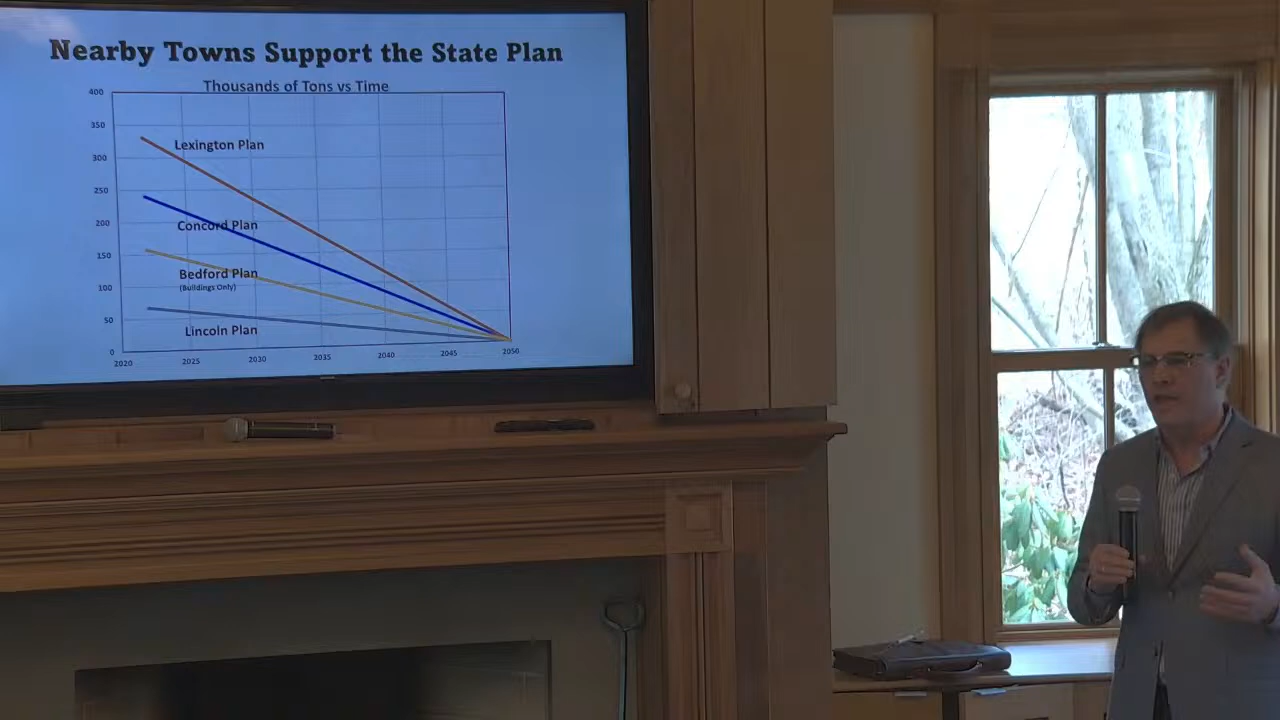 Nearby Towns Support the State Plan
Thousands of Tons vs Time
400
350
300
250
200
150
100
50
0
Lexington Plan
Concord Plan
Bedford Plan
(Buildings Only)
Lincoln Plan
2020 2025 2030 2035 2040 2045 2050